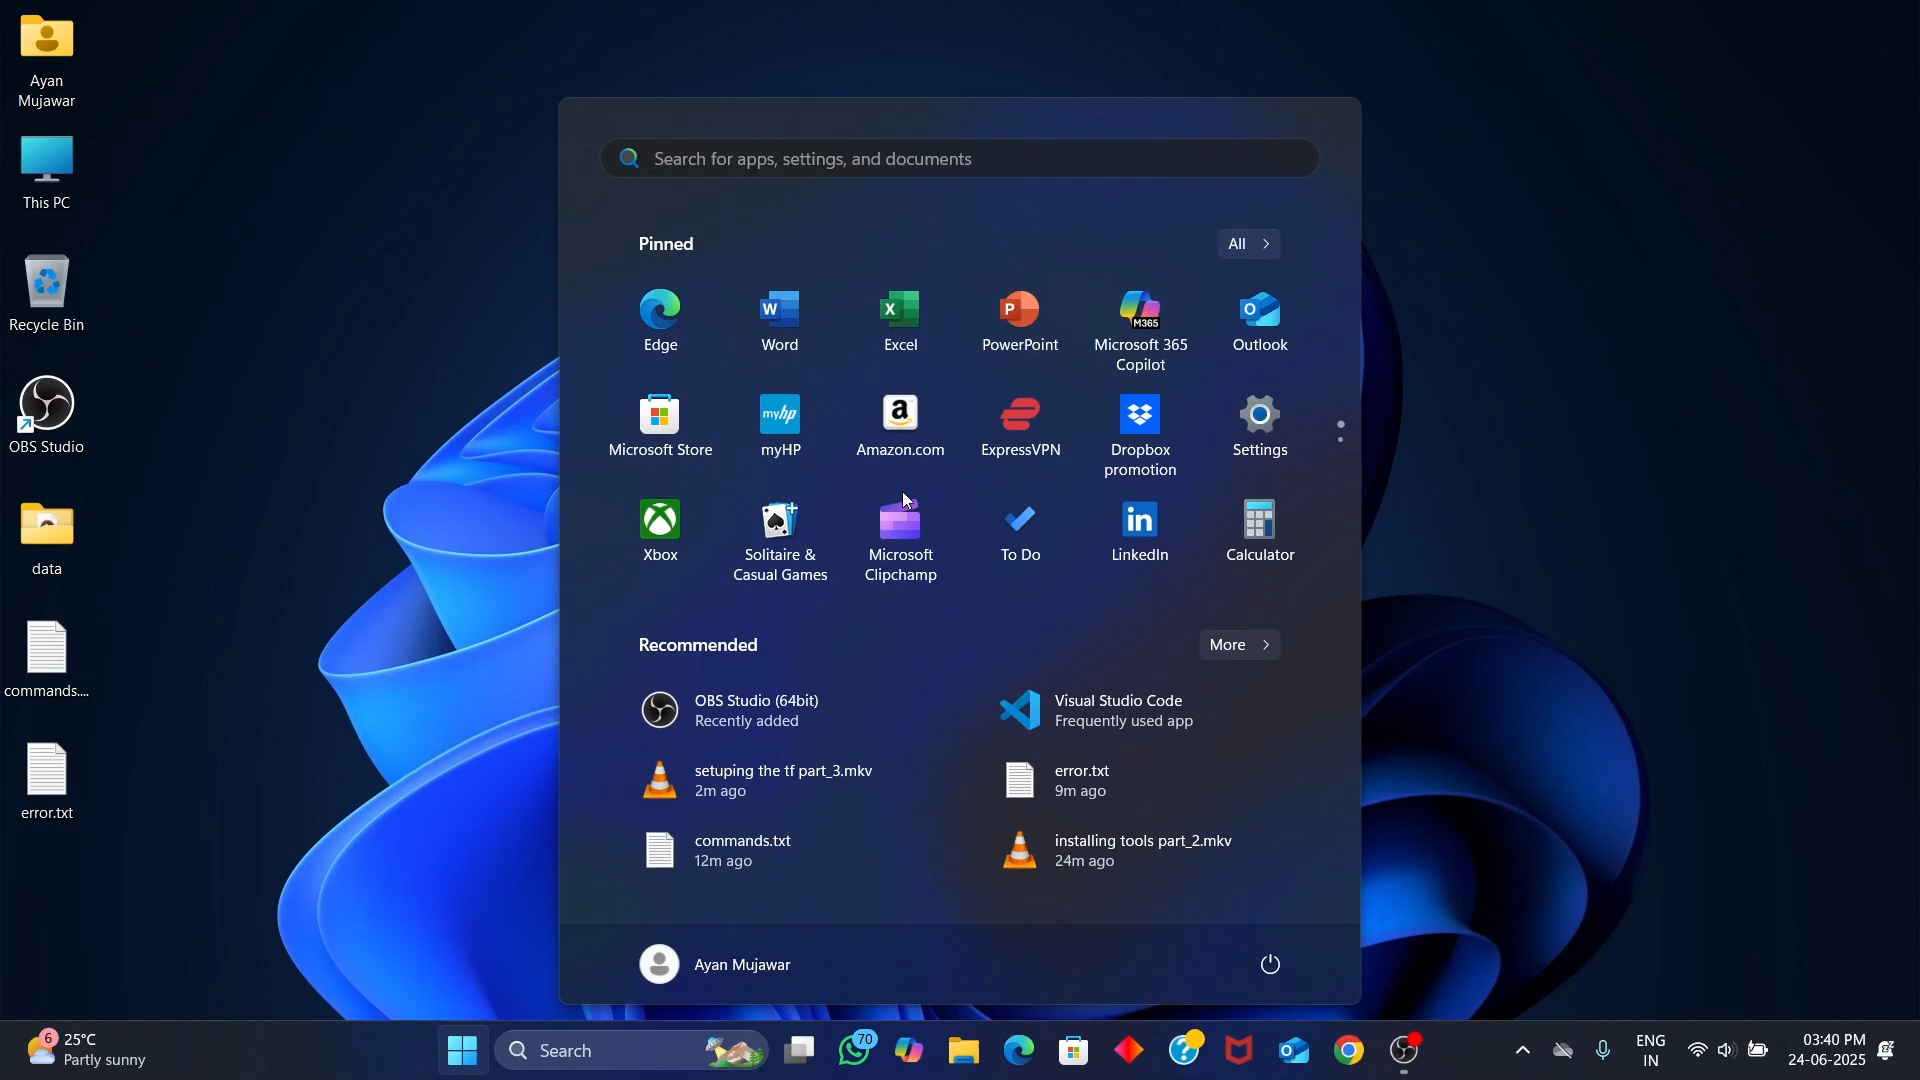 Ayan
Mujawar
This PC
Recycle Bin
OBS Studio
data
commands....
error.txt
Search for apps, settings, and documents
Pinned
All
Edge
Word
Excel
PowerPoint
M365
Microsoft 365
Copilot
Outlook
Microsoft Store
myhp
myHP
Amazon.com
ExpressVPN
Dropbox
promotion
Settings
Xbox
Solitaire &
Casual Games
Microsoft
Clipchamp
To Do
LinkedIn
Calculator
Recommended
More
OBS Studio (64bit)
Recently added
Visual Studio Code
Frequently used app
setuping the tf part_3.mkv
2m ago
error.txt
9m ago
commands.txt
12m ago
installing tools part_2.mkv
24m ago
Ayan Mujawar
6
25°C
Partly sunny
Search
70
ENG
IN
03:40 PM
24-06-2025